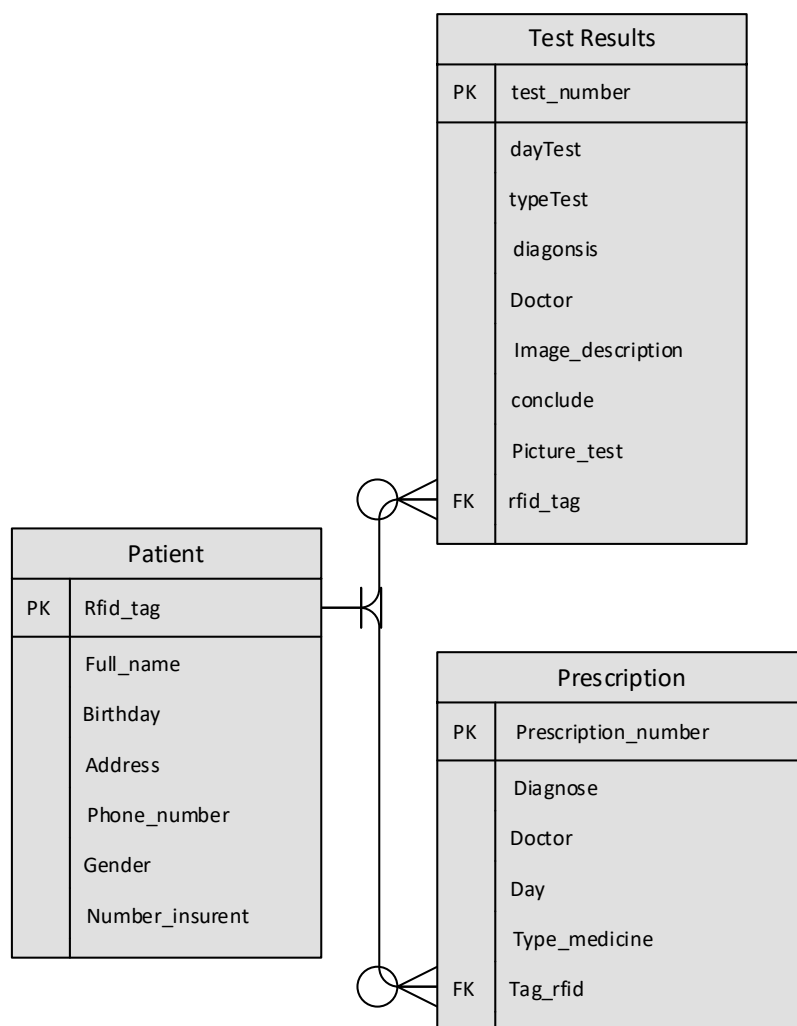 Test Results
PK test_number
dayTest
typeTest
diagonsis
Doctor
Image_description
conclude
Picture_test
FK rfid_tag
Patient
PK Rfid_tag
Full_name
Birthday
Address
Phone_number
Gender
Number_insurent
Prescription
PK Prescription_number
Diagnose
Doctor
Day
Type_medicine
FK Tag_rfid